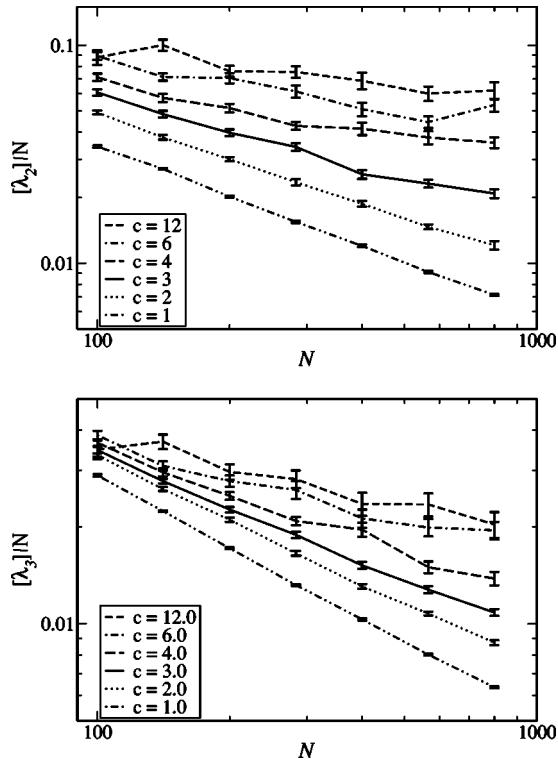 0.1
[λ2]/N
0.01
c = 12
c = 6
c = 4
c = 3
c = 2
c = 1
100
1000
N
[λ3]/N
0.01
c = 12.0
c = 6.0
c = 4.0
c = 3.0
c = 2.0
c = 1.0
100
1000
N